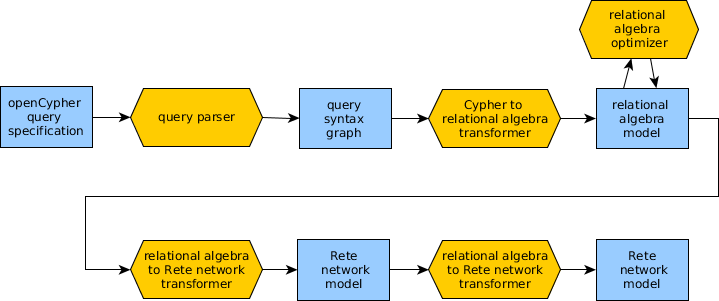 relational
algebra
optimizer
openCypher
query
specification
query parser
query
syntax
graph
Cypher to
relational algebra
transformer
relational
algebra
model
relational algebra
to Rete network
transformer
Rete
network
model
relational algebra
to Rete network
transformer
Rete
network
model